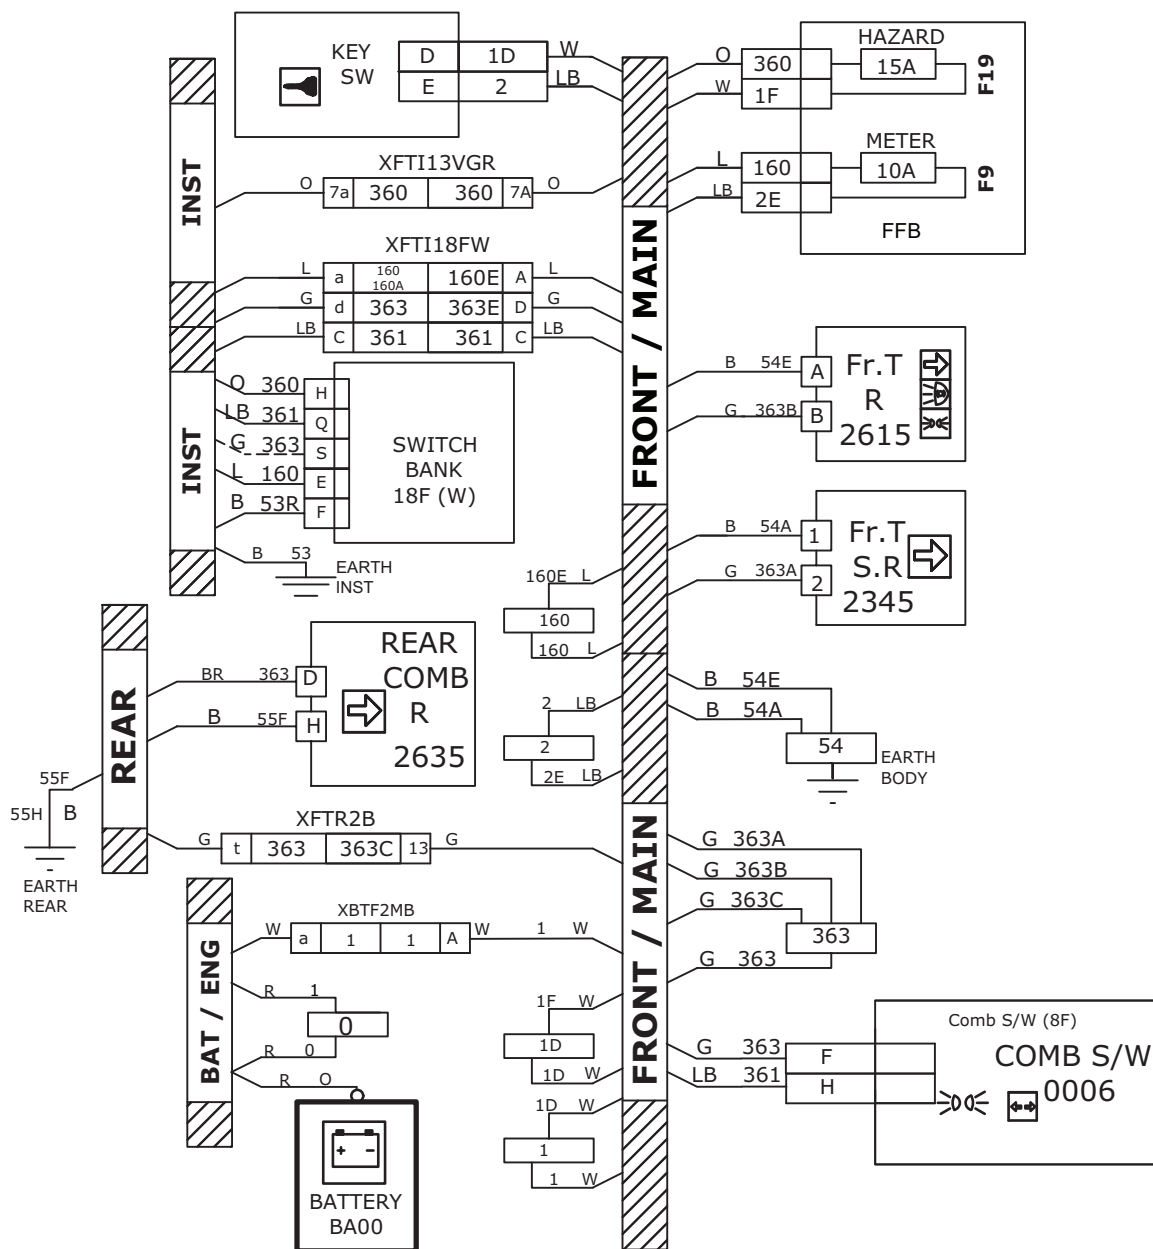 KEY
SW
D 1D W
E 2 LB
HAZARD
O 360 15A
W 1F
F19
METER
L 160 10A
LB 2E
F9
FFB
INST
XFTI13VGR
O 7a 360 360 7A O
XFTI18FW
L a 160 160A 160E A L
G d 363 363E D G
LB C 361 361 C LB
FRONT / MAIN
INST
O 360 H
LB 361 Q
G 363 S
L 160 E
B 53R F
SWITCH
BANK
18F (W)
B 53
EARTH
INST
B 54E A
G 363B B
Fr.T
R
2615
B 54A 1
G 363A 2
Fr.T
S.R
2345
160E L
160
160 L
REAR
BR 363 D
B 55F H
REAR
COMB
R
2635
55F
55H B
EARTH
REAR
2 LB
2
2E LB
B 54E
B 54A
54
EARTH
BODY
XFTR2B
G t 363 363C 13 G
G 363A
G 363B
G 363C
363
G 363
FRONT / MAIN
BAT / ENG
XBTF2MB
W a 1 1 A W 1 W
R 1
0
R 0
R O
BATTERY
BA00
1F W
1D
1D W
1D W
1
1 W
Comb S/W (8F)
G 363 F
LB 361 H
COMB S/W
0006